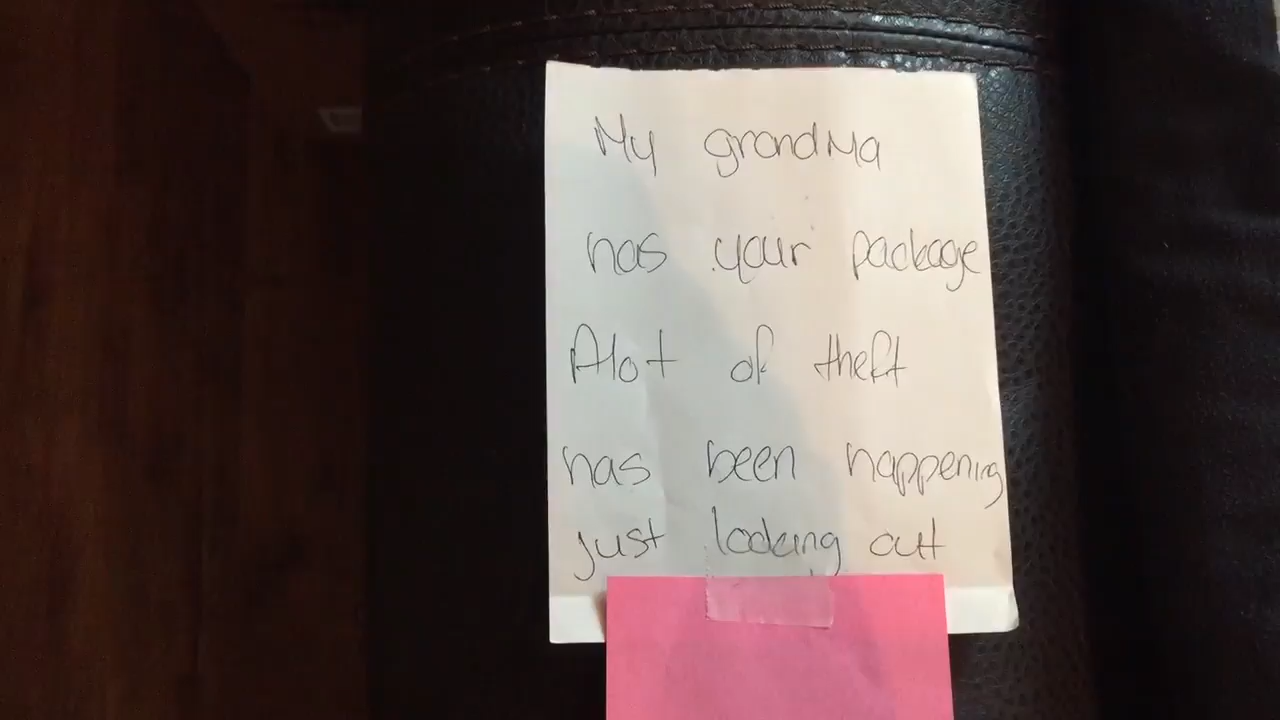 My grandma
has your package
Alot of theft
has been happening
just looking out